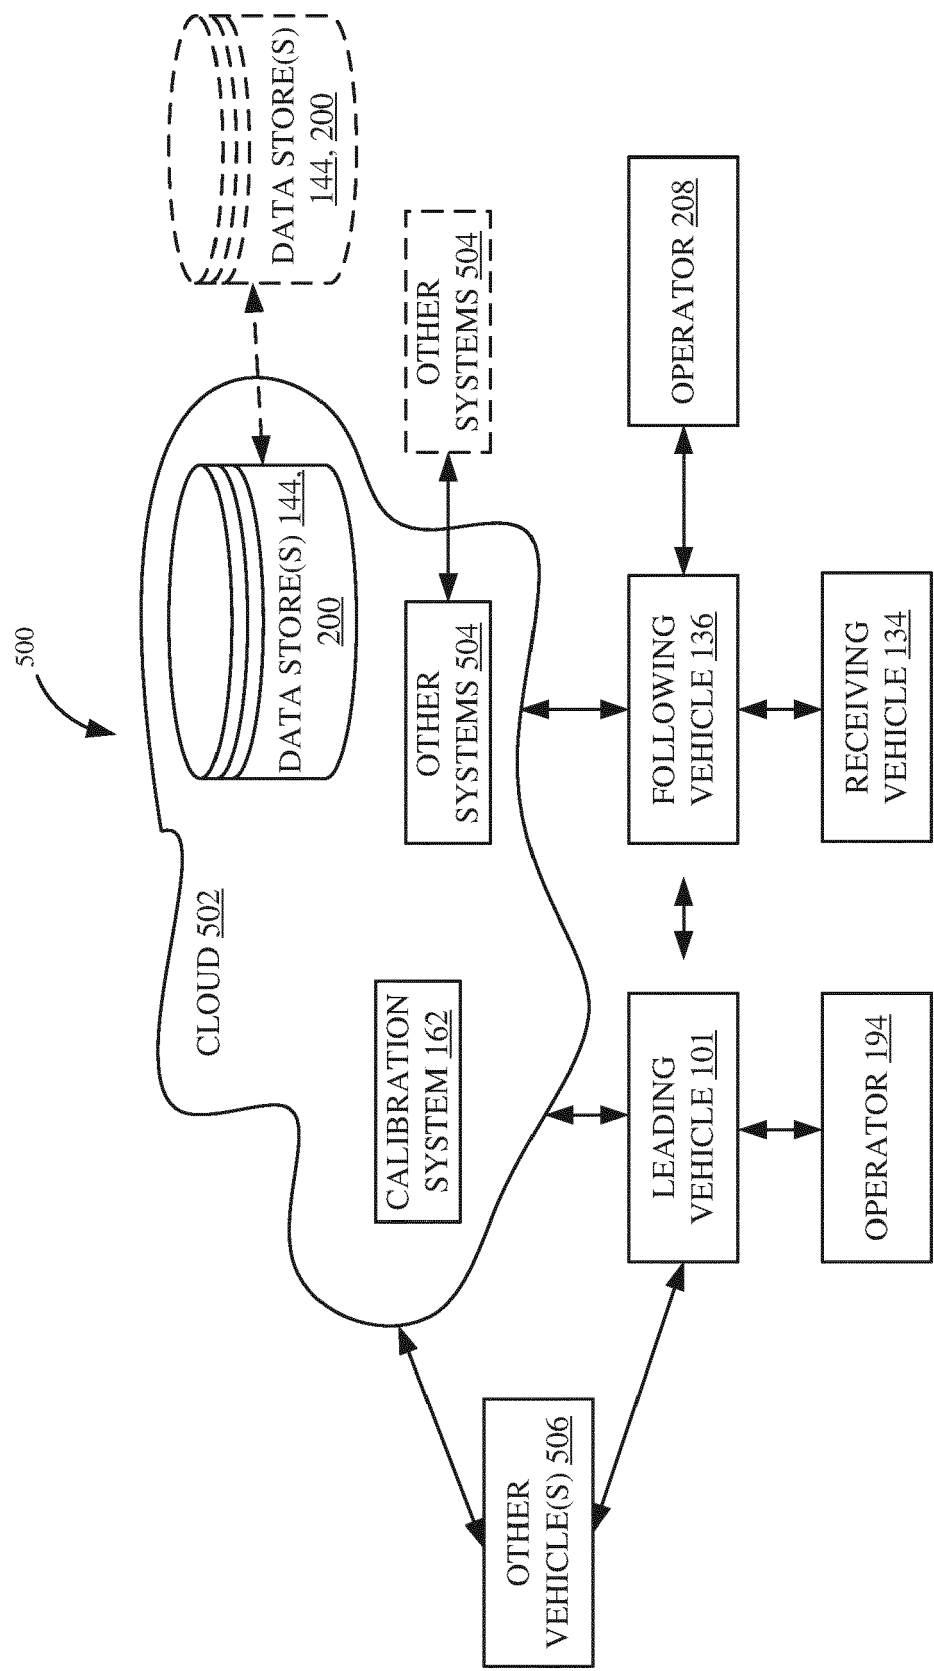 500
CLOUD 502
DATA STORE(S) 144,
200
DATA STORE(S)
144, 200
CALIBRATION
SYSTEM 162
OTHER
SYSTEMS 504
OTHER
SYSTEMS 504
OTHER
VEHICLE(S) 506
LEADING
VEHICLE 101
FOLLOWING
VEHICLE 136
OPERATOR 208
OPERATOR 194
RECEIVING
VEHICLE 134